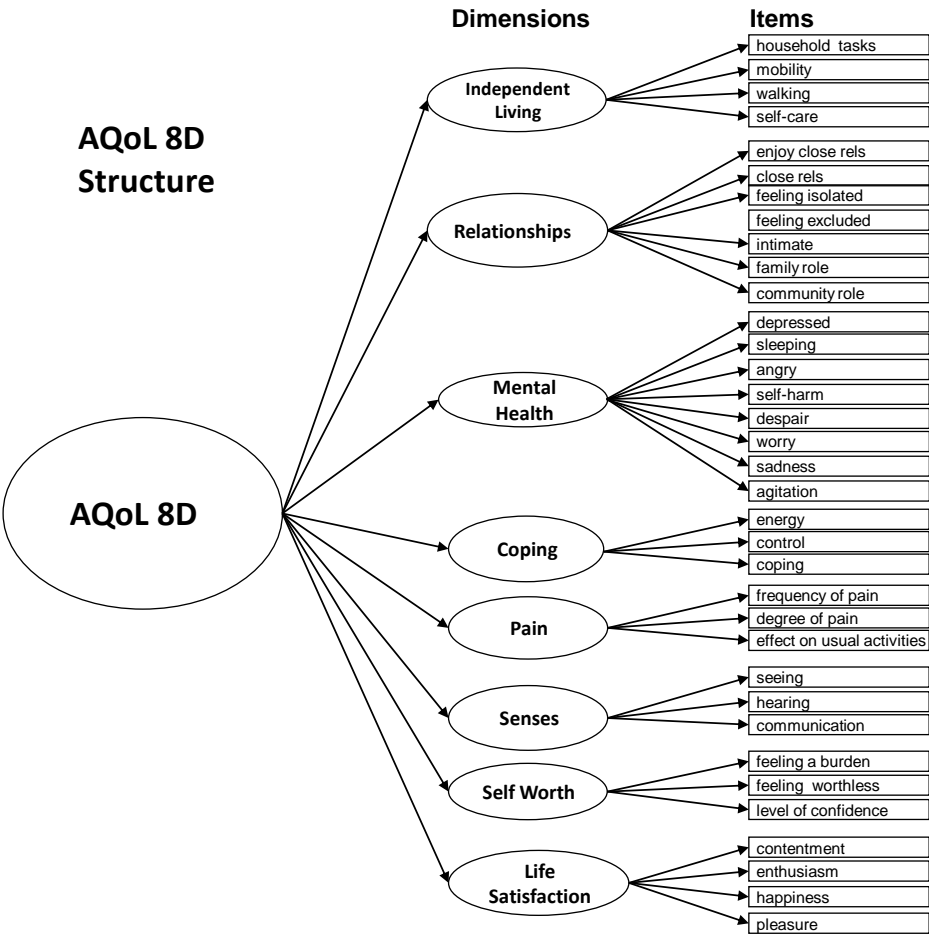 Dimensions
Items
AQoL 8D
Structure
AQoL 8D
Independent
Living
household tasks
mobility
walking
self-care
Relationships
enjoy close rels
close rels
feeling isolated
feeling excluded
intimate
family role
community role
Mental
Health
depressed
sleeping
angry
self-harm
despair
worry
sadness
agitation
Coping
energy
control
coping
Pain
frequency of pain
degree of pain
effect on usual activities
Senses
seeing
hearing
communication
Self Worth
feeling a burden
feeling worthless
level of confidence
Life
Satisfaction
contentment
enthusiasm
happiness
pleasure